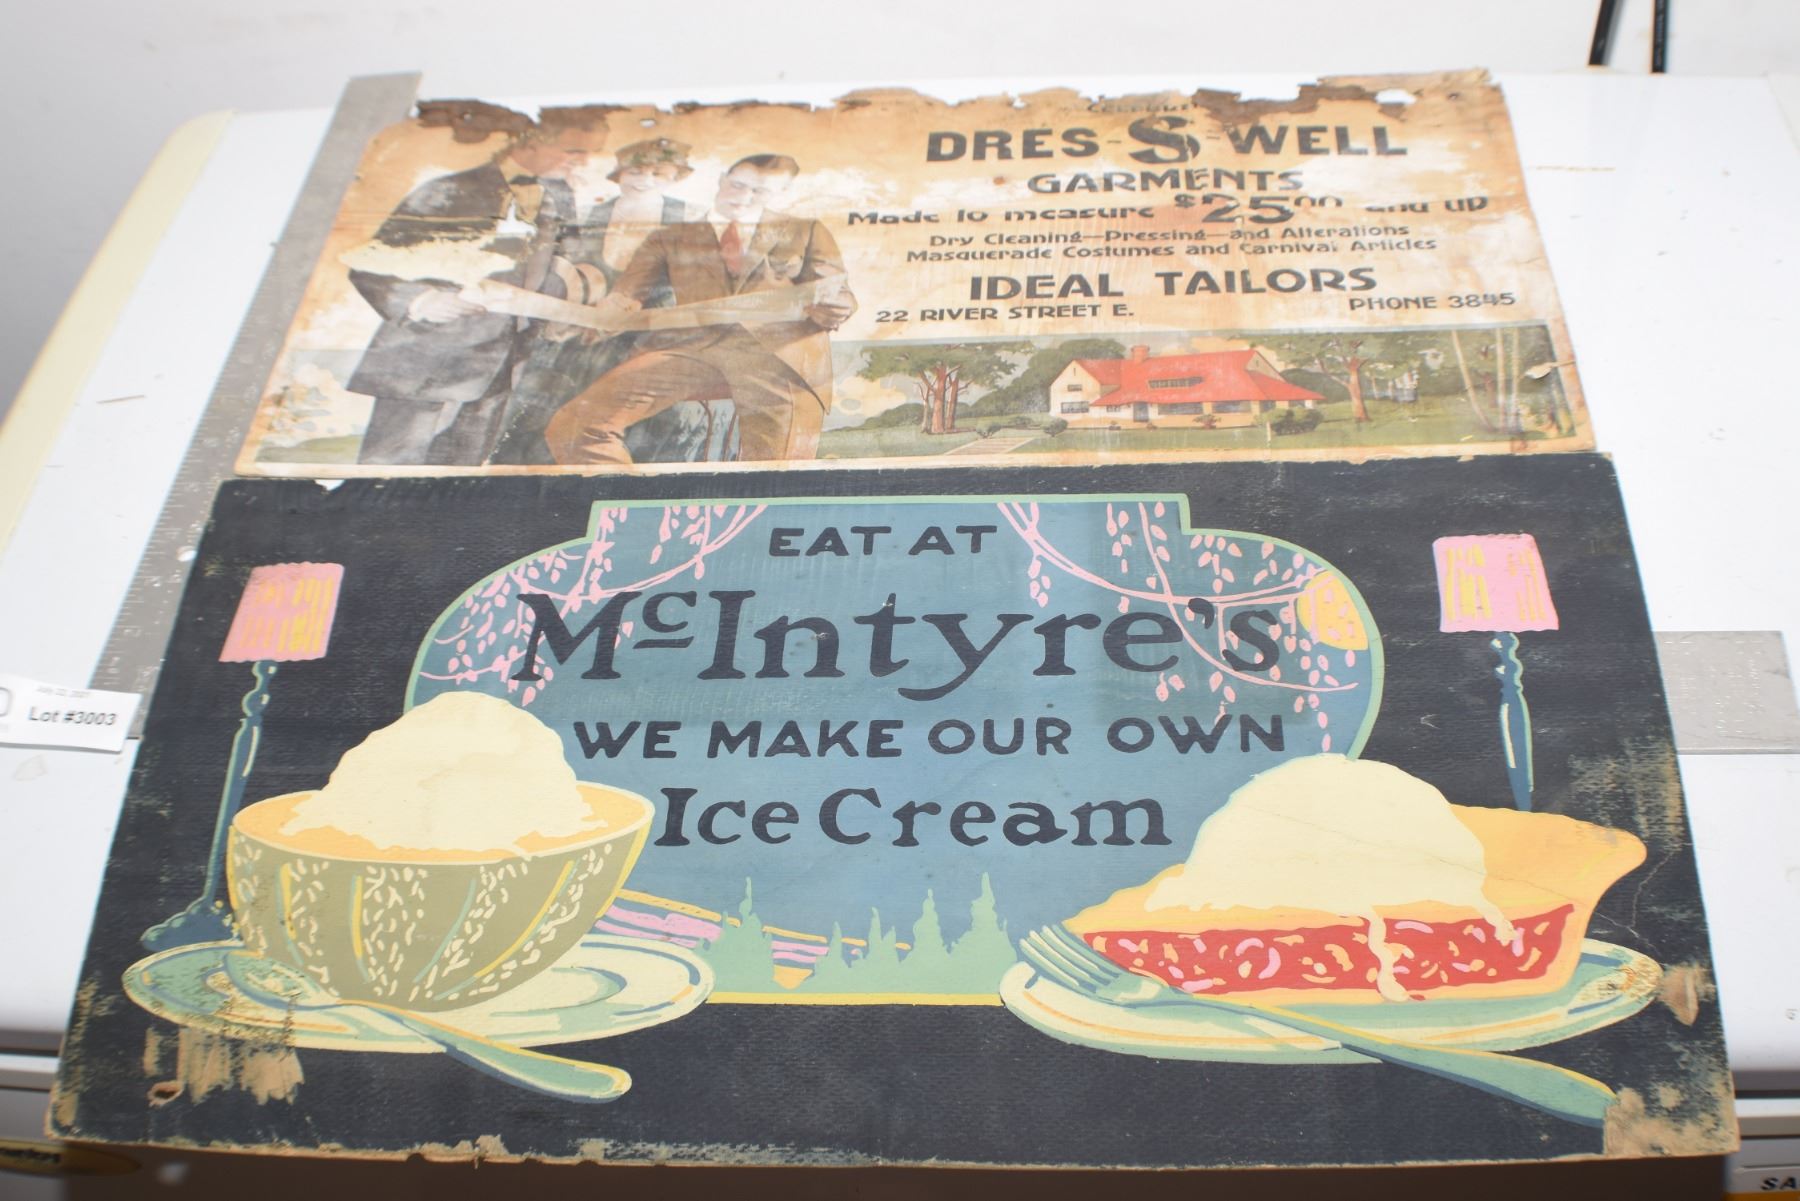 DRES-S-WELL
GARMENTS
Made to measure $25.00 and up
Dry Cleaning—Pressing—and Alterations
Masquerade Costumes and Carnival Articles
IDEAL TAILORS
22 RIVER STREET E.
PHONE 3845
EAT AT
McIntyre's
WE MAKE OUR OWN
Ice Cream
Lot #3003